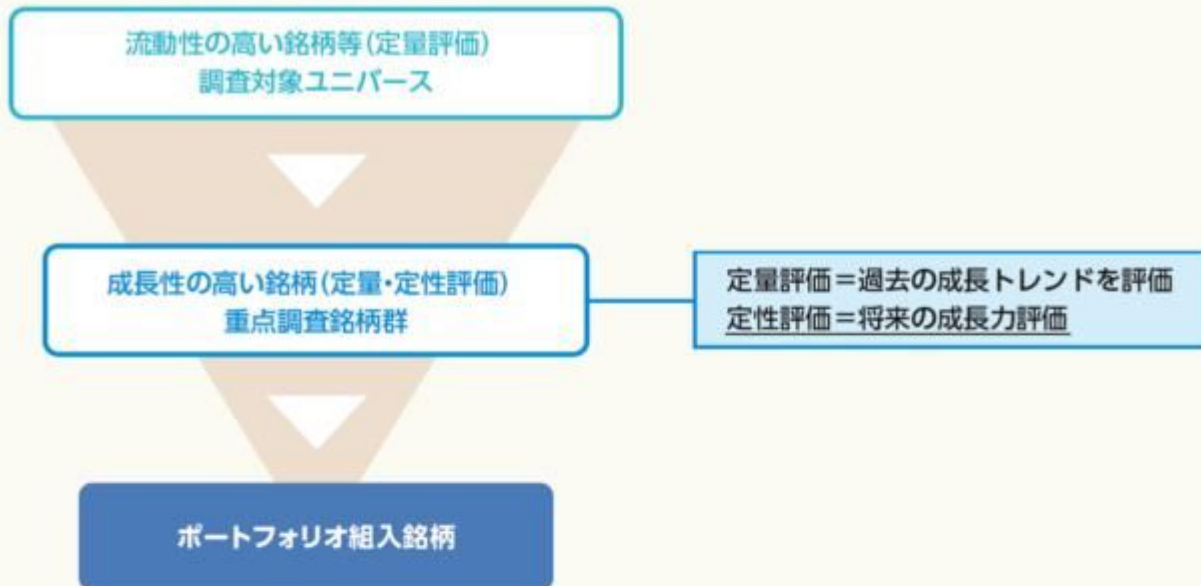 流動性の高い銘柄等(定量評価)
調査対象ユニバース
成長性の高い銘柄(定量・定性評価)
重点調査銘柄群
定量評価=過去の成長トレンドを評価
定性評価=将来の成長力評価
ポートフォリオ組入銘柄